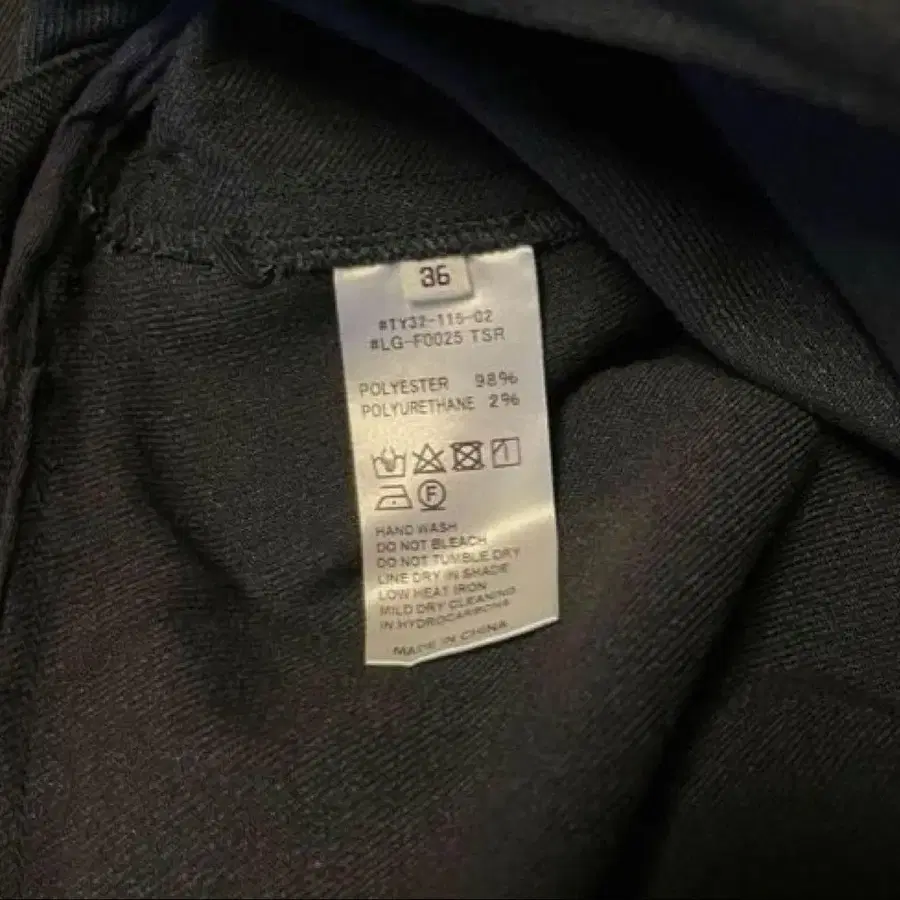 36
#TY32-115-02
#LG-F0025 TSR
POLYESTER 98%
POLYURETHANE 2%
F
HAND WASH
DO NOT BLEACH
DO NOT TUMBLE DRY
LINE DRY IN SHADE
LOW HEAT IRON
MILD DRY CLEANING
IN HYDROCARBONS
MADE IN CHINA